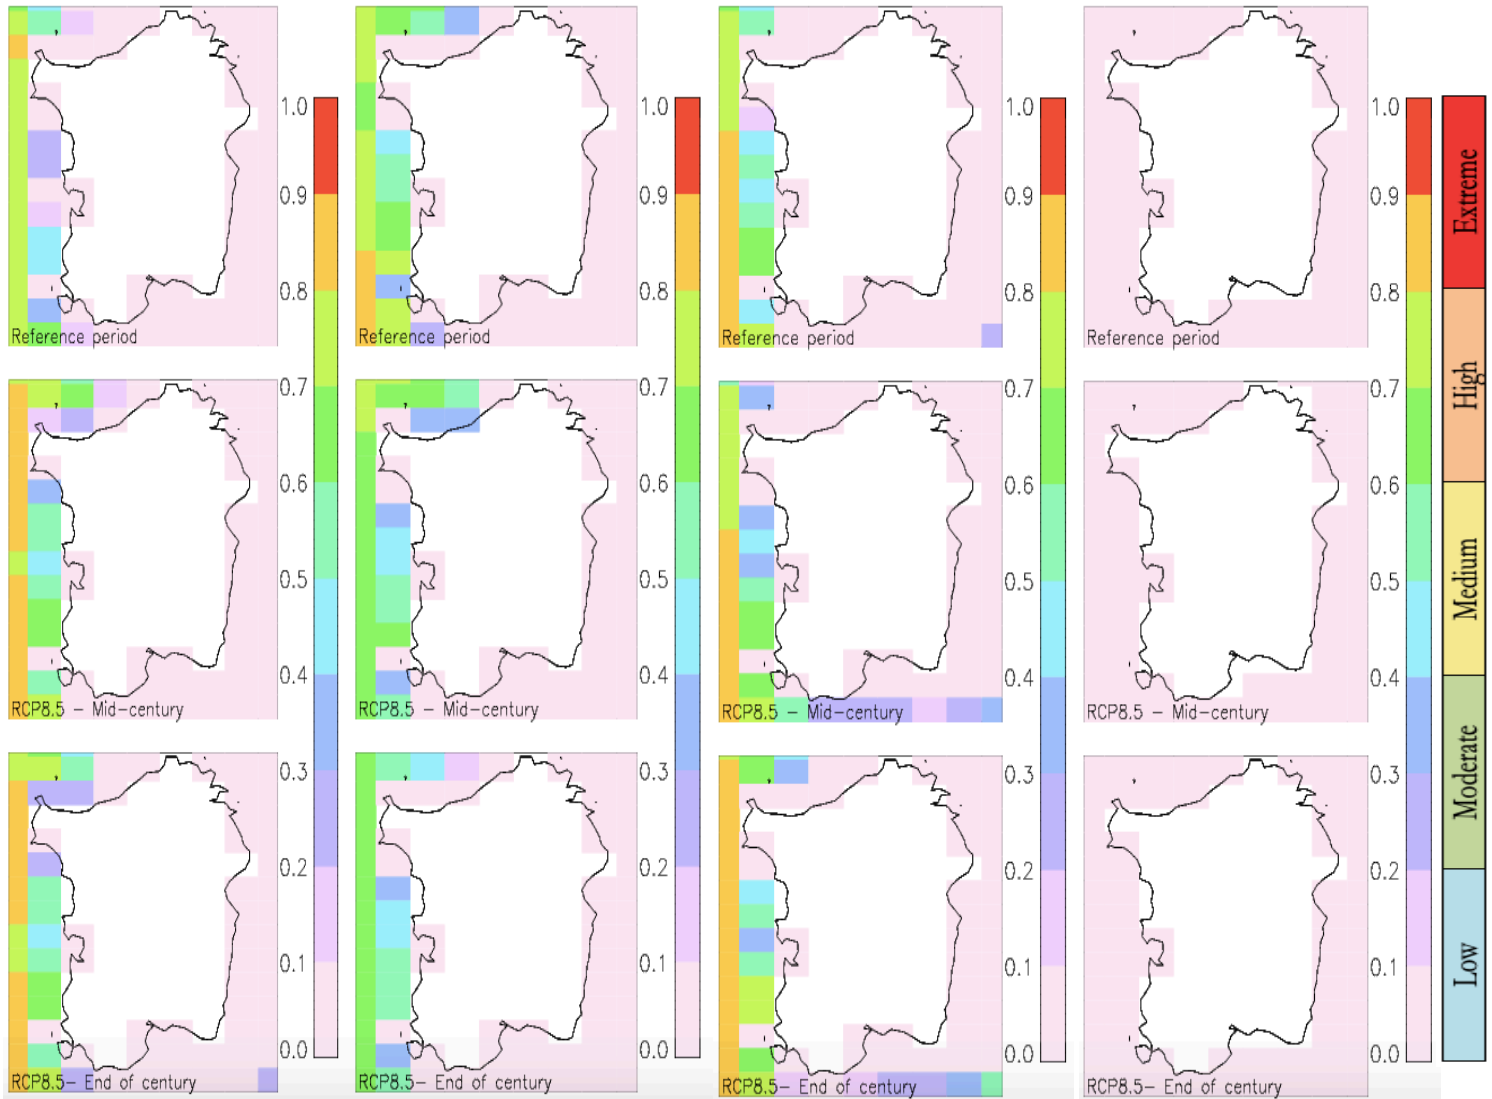 Reference period
Reference period
Reference period
Reference period
1.0
0.9
0.8
0.7
0.6
0.5
0.4
0.3
0.2
0.1
0.0
1.0
0.9
0.8
0.7
0.6
0.5
0.4
0.3
0.2
0.1
0.0
1.0
0.9
0.8
0.7
0.6
0.5
0.4
0.3
0.2
0.1
0.0
1.0
0.9
0.8
0.7
0.6
0.5
0.4
0.3
0.2
0.1
0.0
Extreme
High
Medium
Moderate
Low
RCP8.5 – Mid-century
RCP8.5 – Mid-century
RCP8.5 – Mid-century
RCP8.5 – Mid-century
RCP8.5– End of century
RCP8.5– End of century
RCP8.5– End of century
RCP8.5– End of century